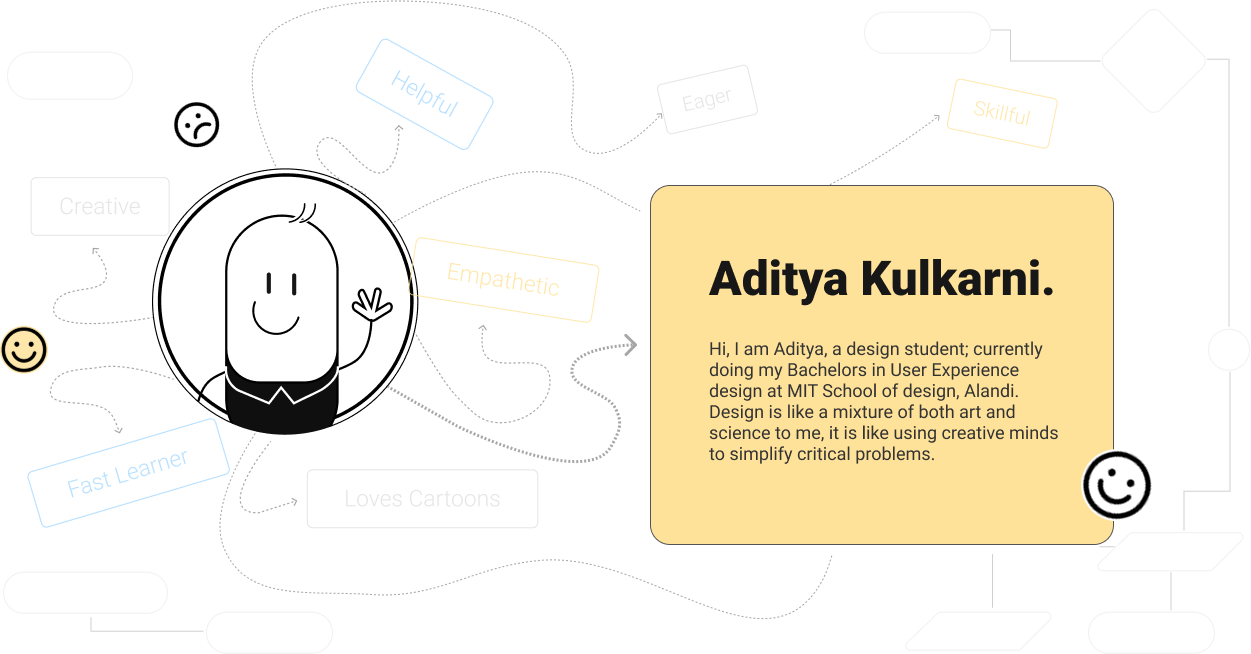 Helpful
Eager
Skillful
Creative
Empathetic
Fast Learner
Loves Cartoons
Aditya Kulkarni.
Hi, I am Aditya, a design student; currently
doing my Bachelors in User Experience
design at MIT School of design, Alandi.
Design is like a mixture of both art and
science to me, it is like using creative minds
to simplify critical problems.